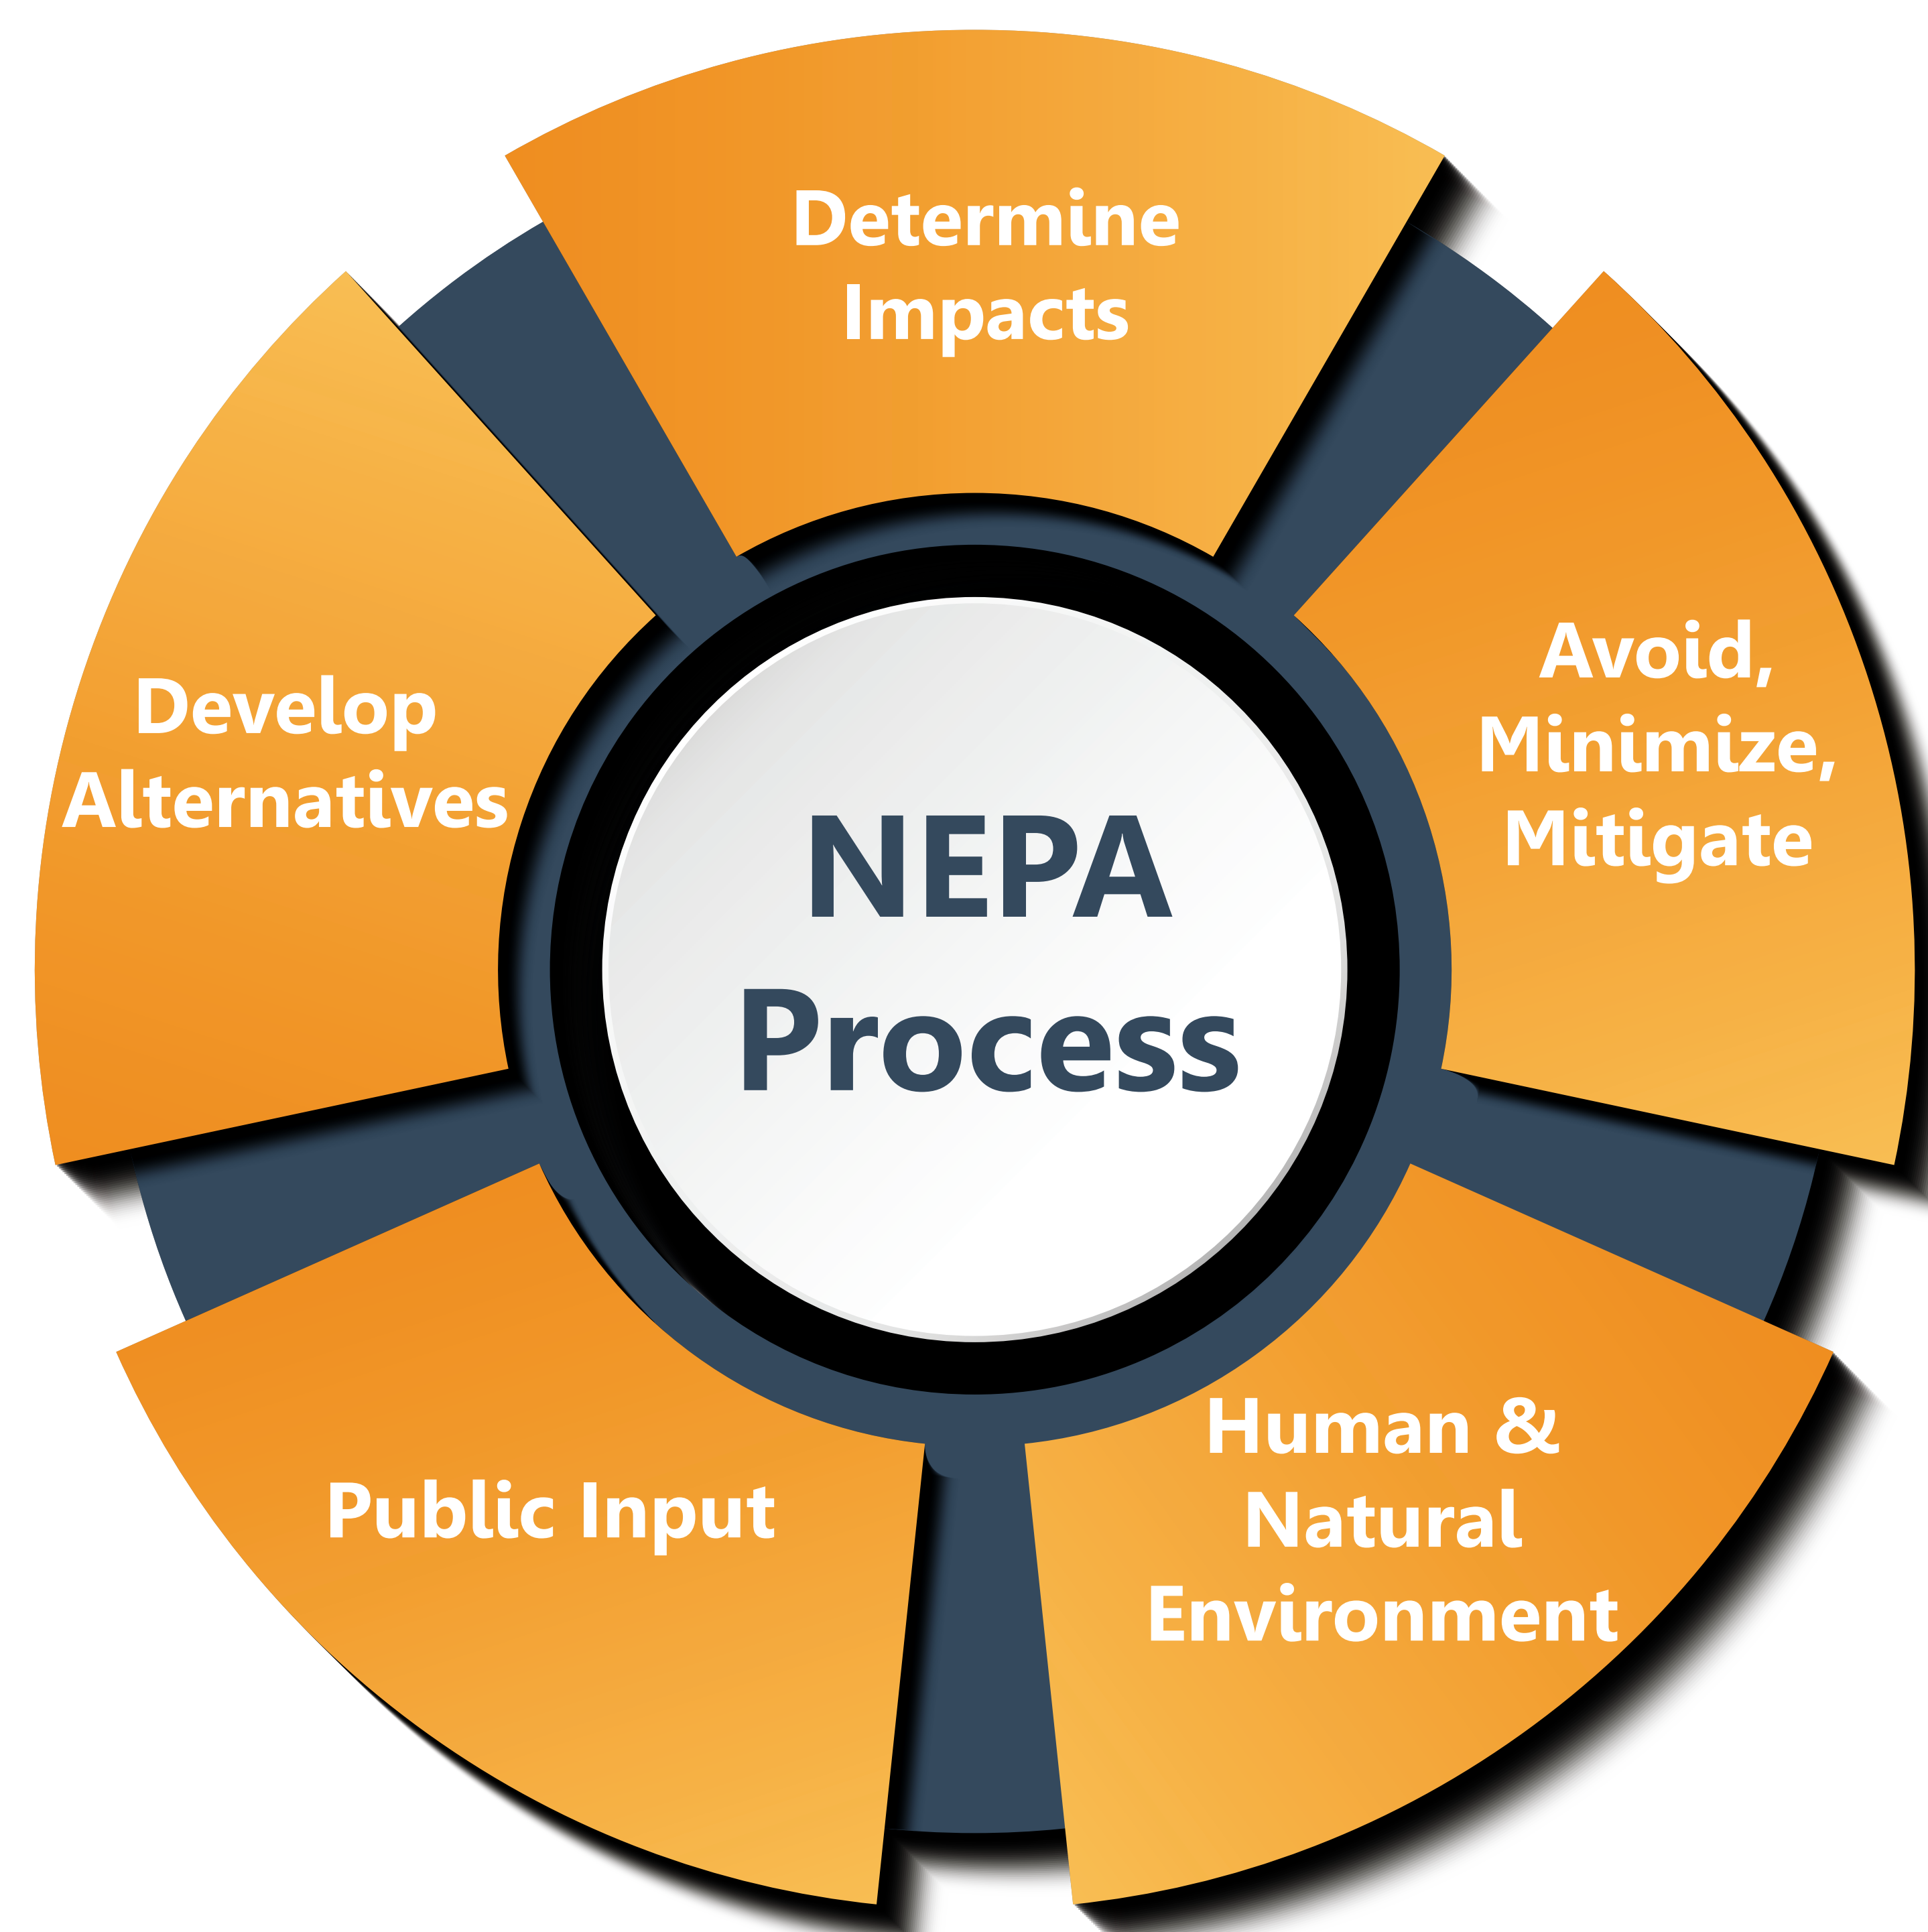 Determine
Impacts
Avoid,
Minimize,
Mitigate
Develop
Alternatives
NEPA
Process
Human &
Natural
Environment
Public Input